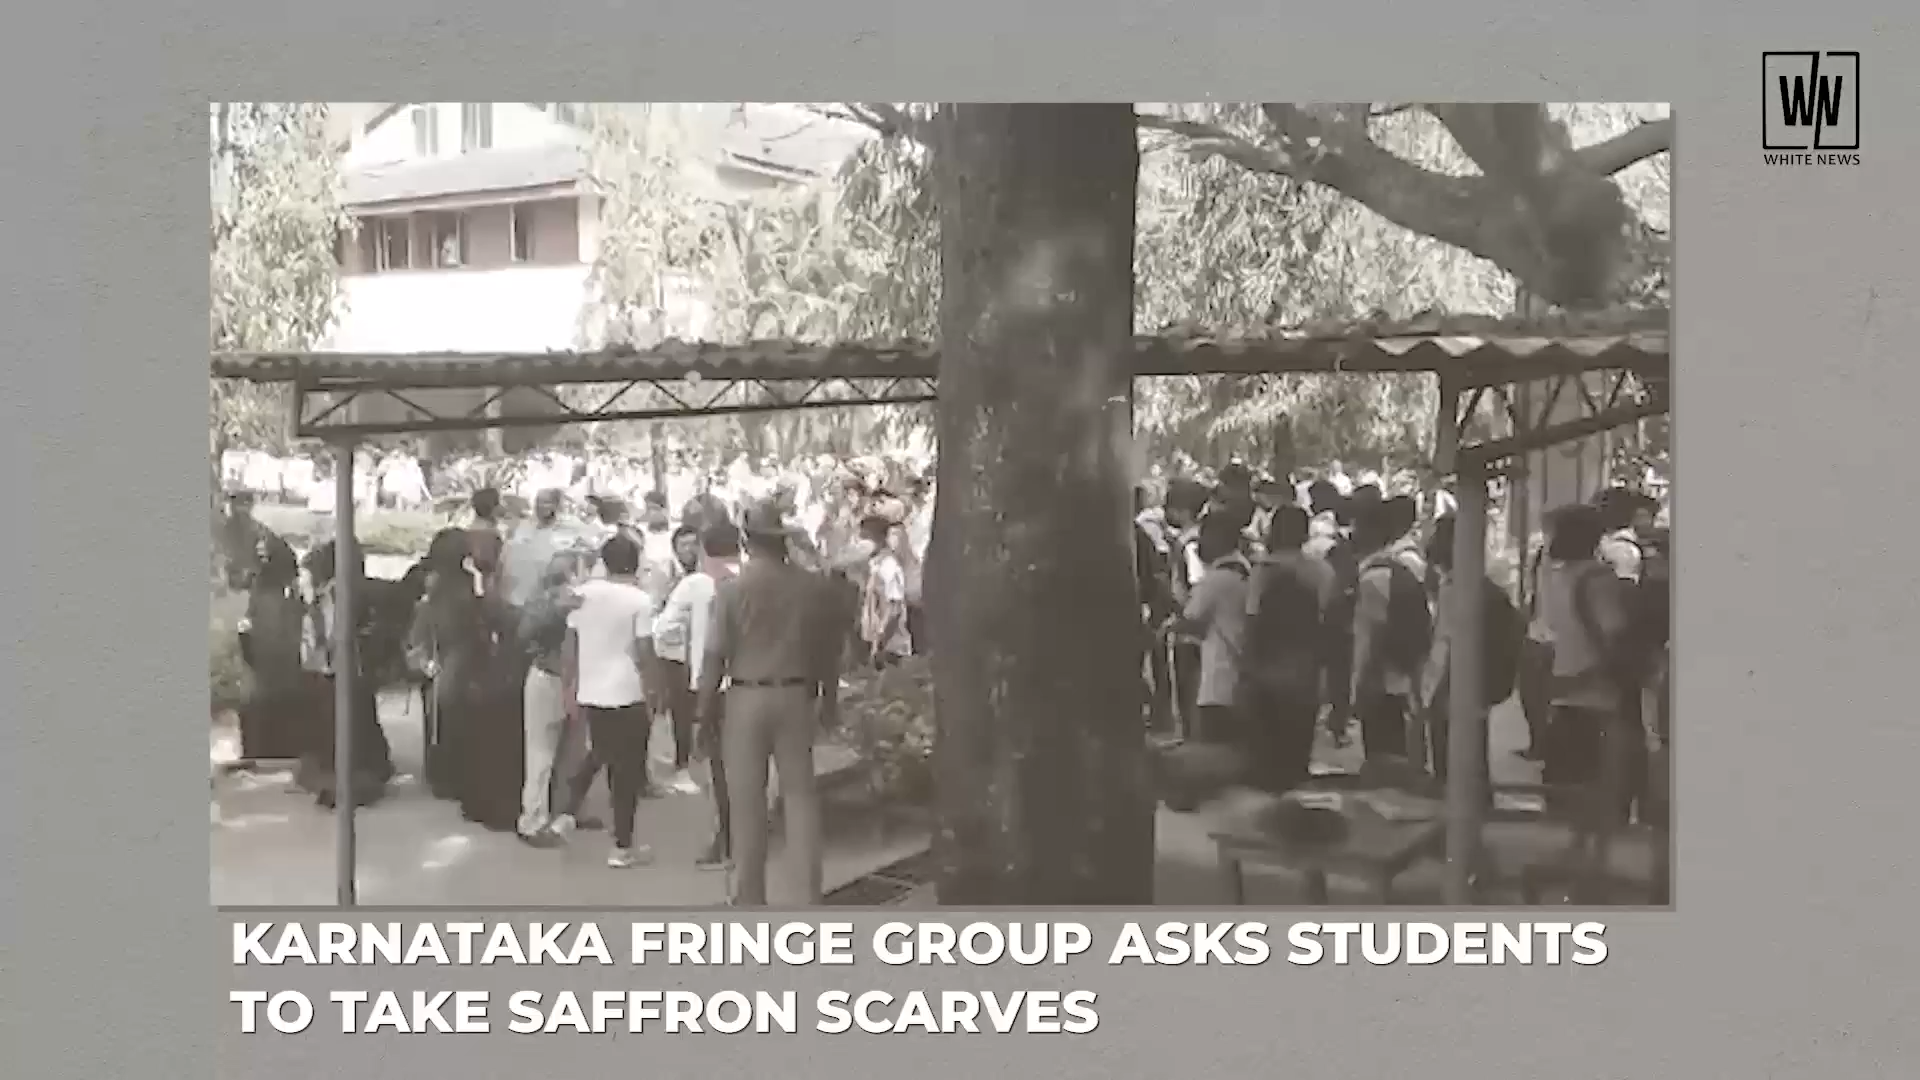 WN
WHITE NEWS
KARNATAKA FRINGE GROUP ASKS STUDENTS
TO TAKE SAFFRON SCARVES